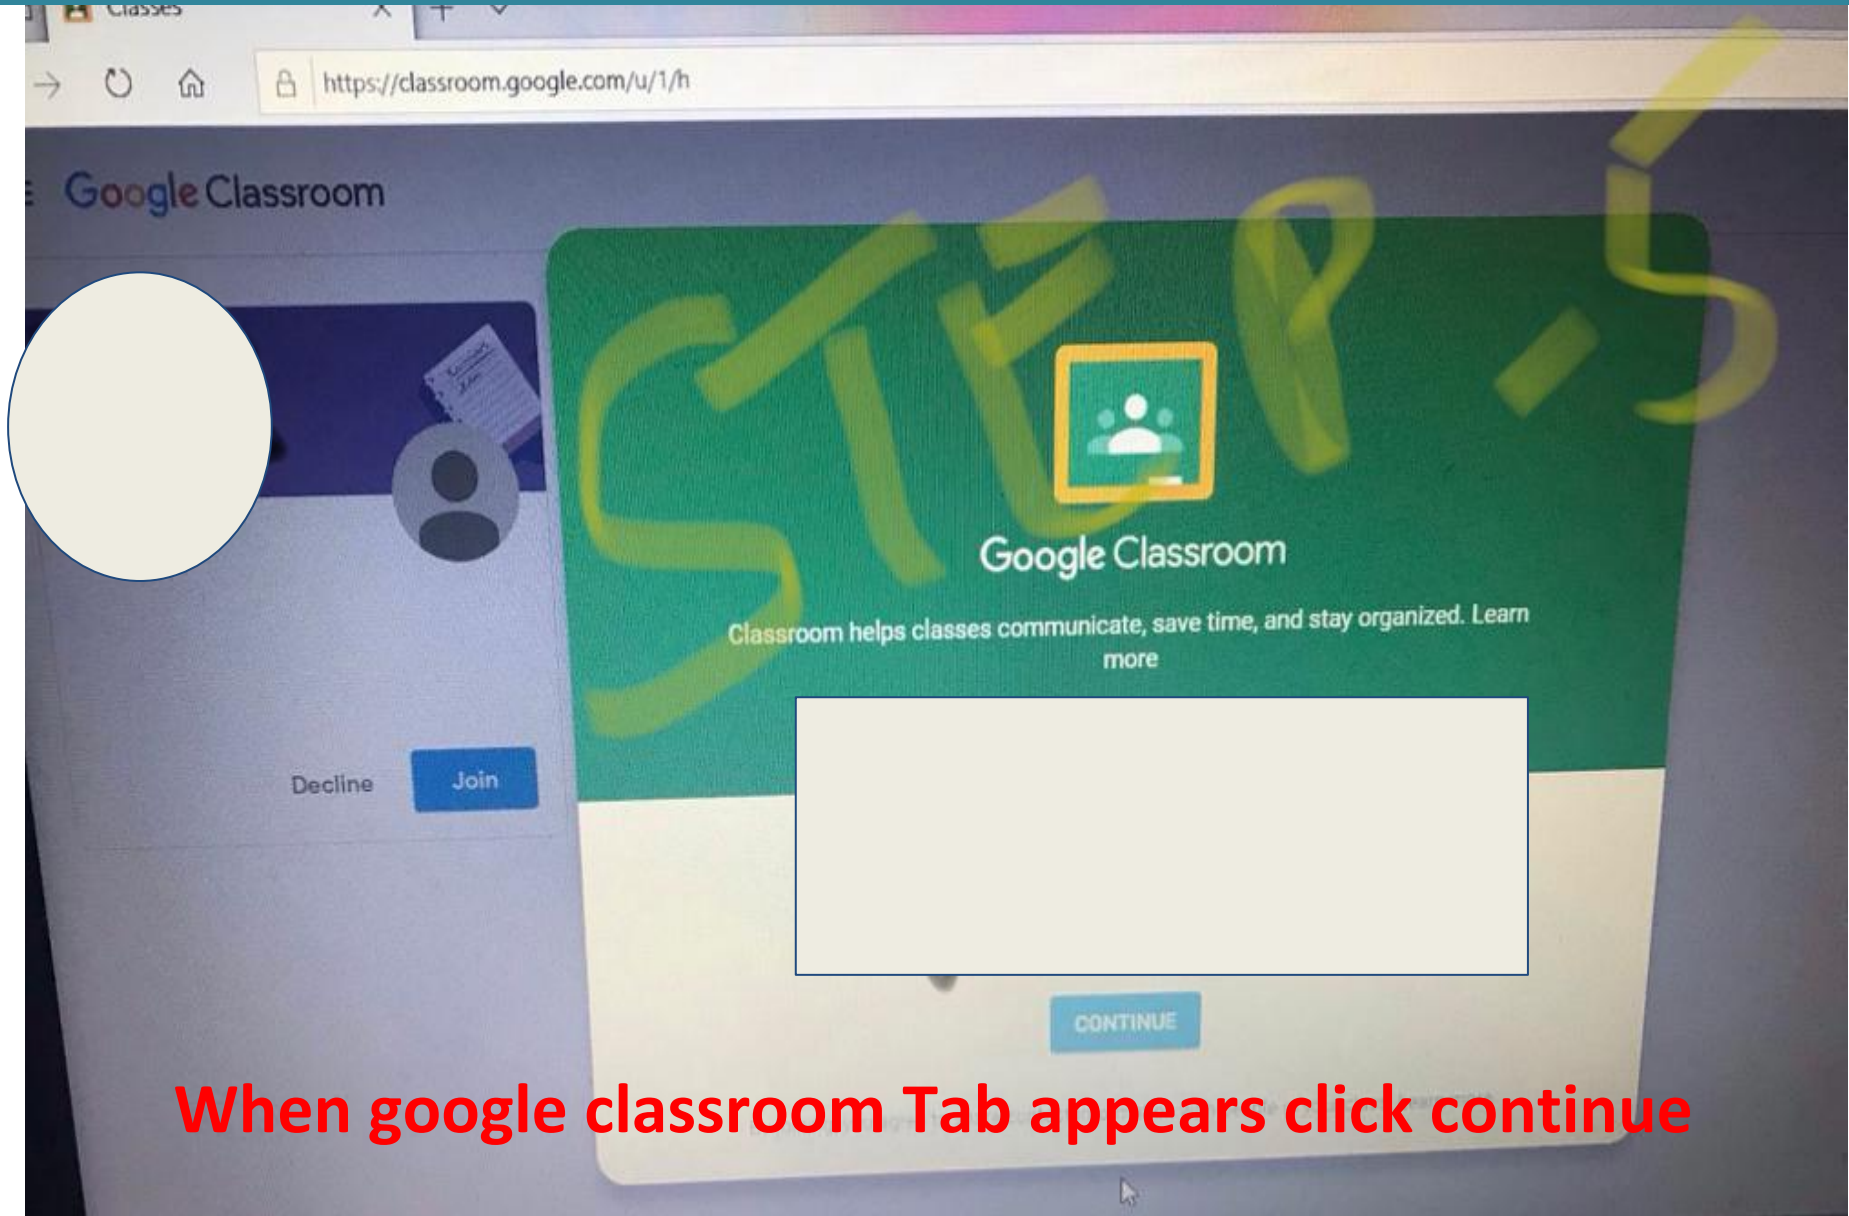 Classes
https://classroom.google.com/u/1/h
Google Classroom
STEP.5
Google Classroom
Classroom helps classes communicate, save time, and stay organized. Learn
more
Decline Join
CONTINUE
When google classroom Tab appears click continue